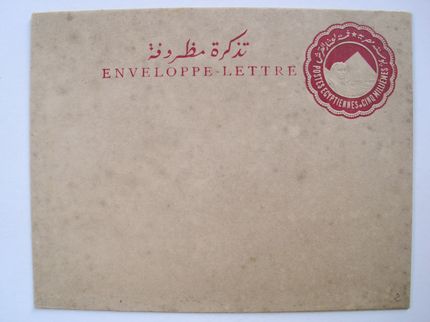 تذكرة مظروفة
ENVELOPPE-LETTRE
POSTES EGYPTIENNES
CINQ MILLIEMES